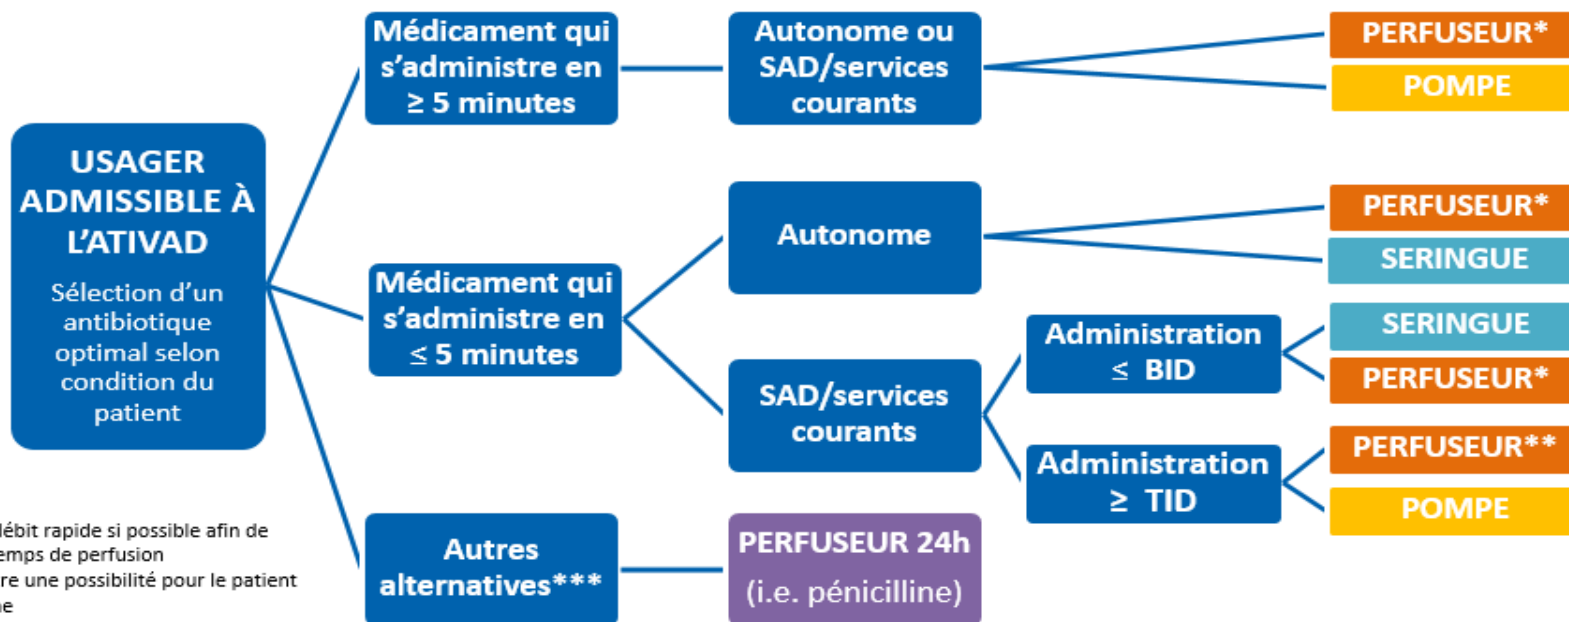 USAGER
ADMISSIBLE À
L'ATIVAD
Sélection d'un
antibiotique
optimal selon
condition du
patient
Médicament qui
s'administre en
≥ 5 minutes
Autonome ou
SAD/services
courants
PERFUSEUR*
POMPE
Médicament qui
s'administre en
≤ 5 minutes
Autonome
PERFUSEUR*
SERINGUE
SAD/services
courants
Administration
≤ BID
SERINGUE
PERFUSEUR*
Administration
≥ TID
PERFUSEUR**
POMPE
Autres
alternatives***
PERFUSEUR 24h
(i.e. pénicilline)
débit rapide si possible afin de
temps de perfusion
une possibilité pour le patient